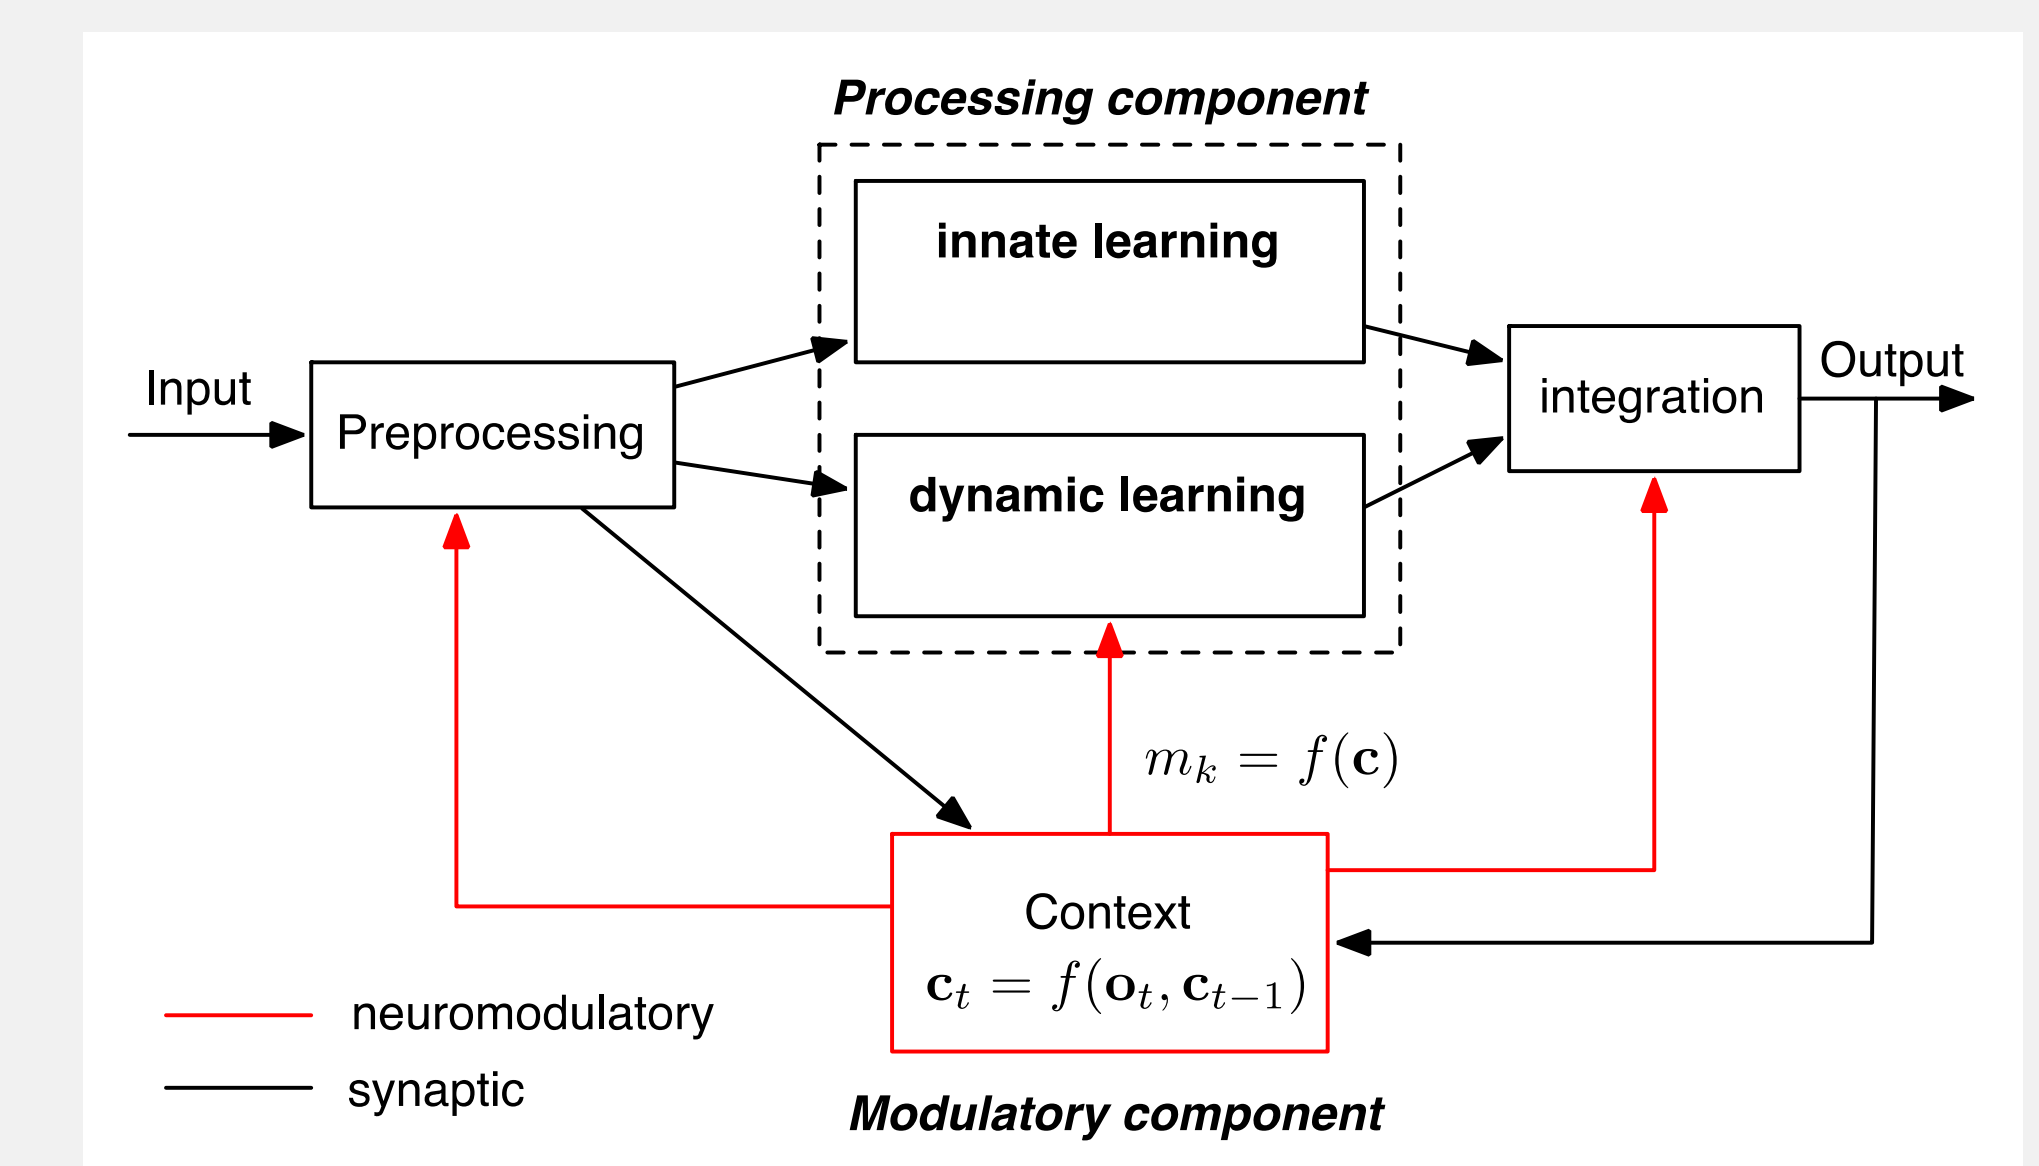 Processing component
innate learning
Input
Preprocessing
dynamic learning
integration
Output
m_k = f(c)
Context
c_t = f(o_t, c_{t-1})
neuromodulatory
synaptic
Modulatory component